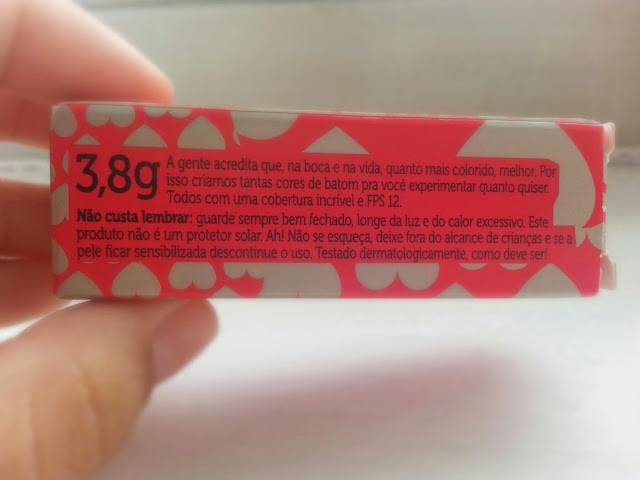 3,8g
A gente acredita que, na boca e na vida, quanto mais colorido, melhor. Por
isso criamos tantas cores de batom pra você experimentar quanto quiser.
Todos com uma cobertura incrível e FPS 12.
Não custa lembrar: guarde sempre bem fechado, longe da luz e do calor excessivo. Este
produto não é um protetor solar. Ah! Não se esqueça, deixe fora do alcance de crianças e se a
pele ficar sensibilizada descontinue o uso. Testado dermatologicamente, como deve ser!